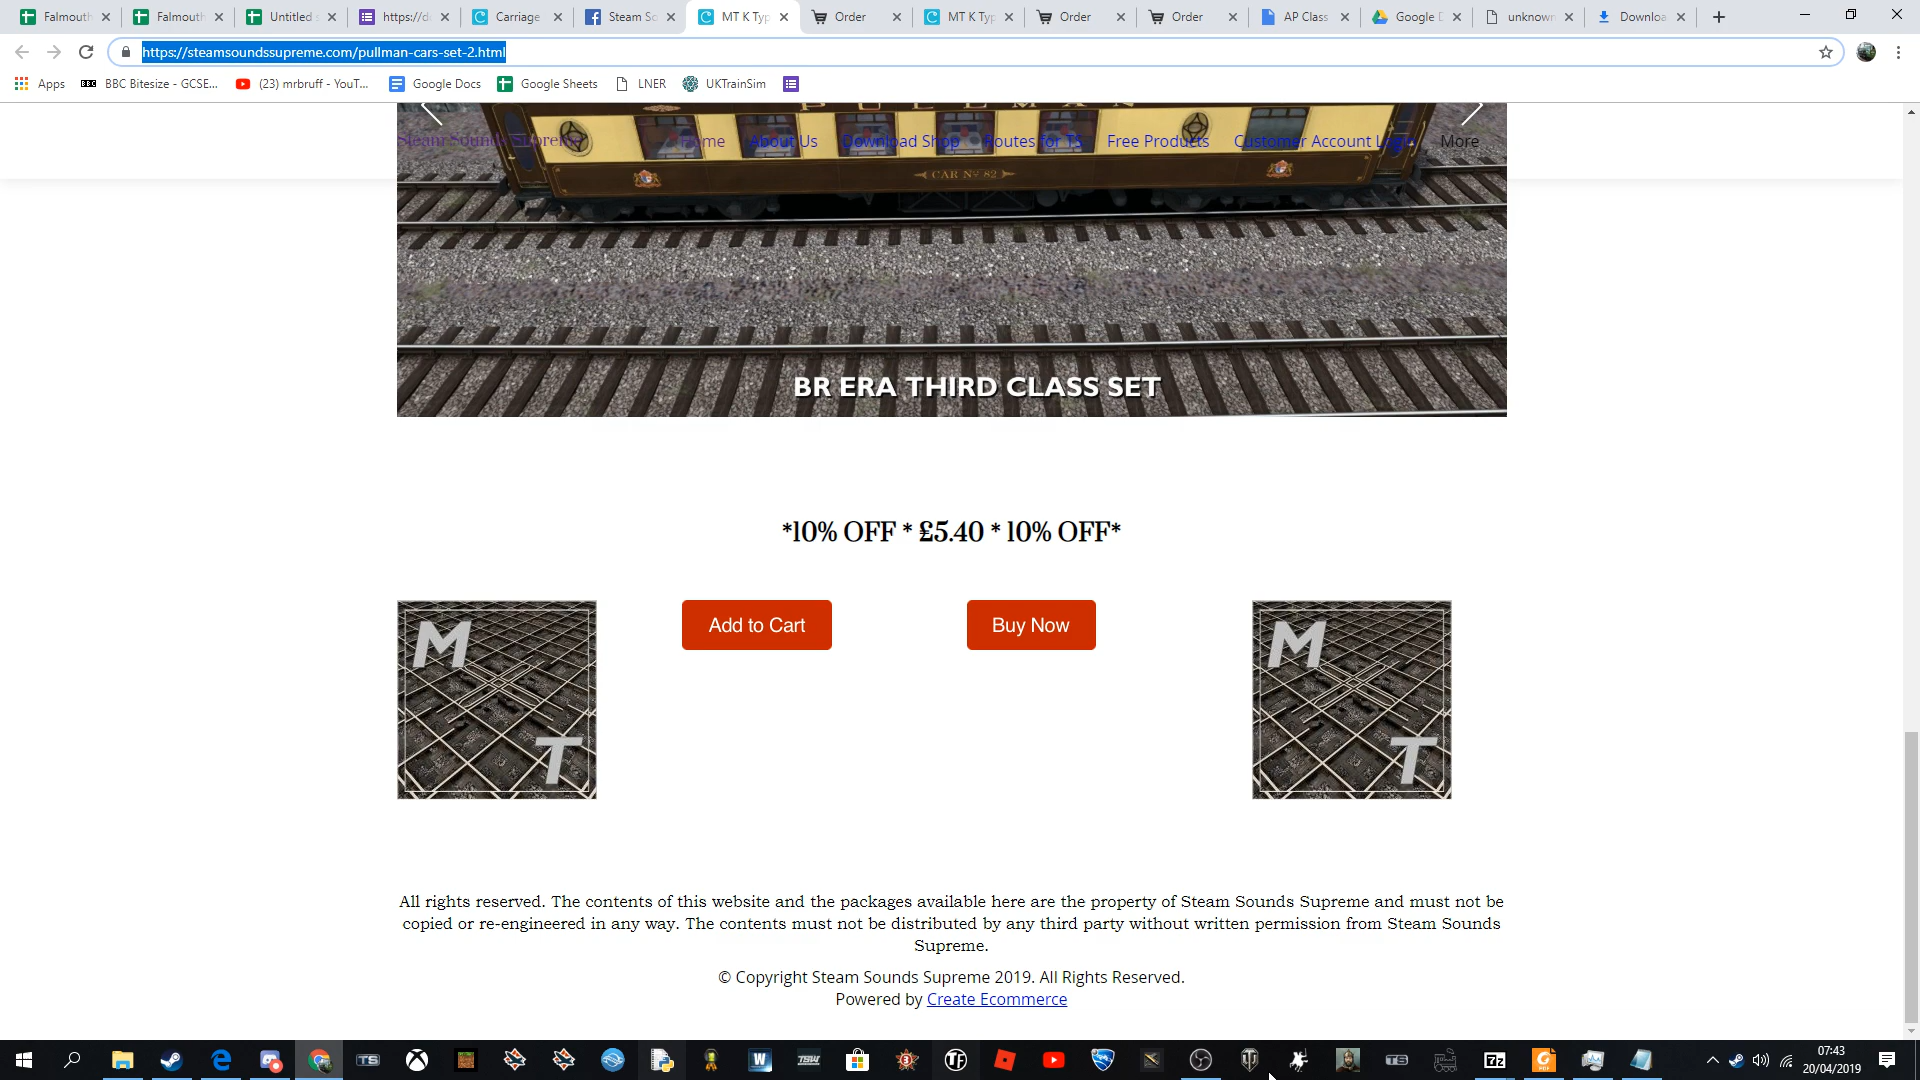 Falmouth
Falmouth
Untitled s
https://d
Carriage
Steam So
MT K Typ
Order
MT K Typ
Order
Order
AP Class
Google D
unknown
Downloa
https://steamsoundssupreme.com/pullman-cars-set-2.html
Apps
BBC Bitesize - GCSE...
(23) mrbruff - YouT...
Google Docs
Google Sheets
LNER
UKTrainSim
PULLMAN
Steam Sounds Supreme
Home
About Us
Download Shop
Routes for TS
Free Products
Customer Account Login
More
CAR No 82
BR ERA THIRD CLASS SET
*10% OFF * £5.40 * 10% OFF*
M
T
Add to Cart
Buy Now
M
T
All rights reserved. The contents of this website and the packages available here are the property of Steam Sounds Supreme and must not be
copied or re-engineered in any way. The contents must not be distributed by any third party without written permission from Steam Sounds
Supreme.
© Copyright Steam Sounds Supreme 2019. All Rights Reserved.
Powered by Create Ecommerce
TS
W
TSW
TF
TS
7z
07:43
20/04/2019